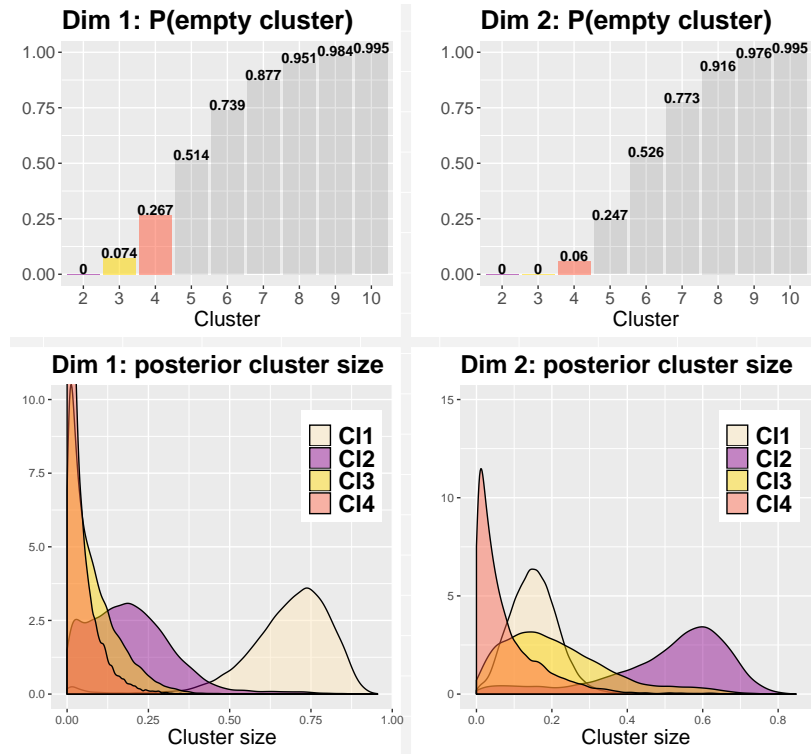 Dim 1: P(empty cluster)
1.00
0.75
0.50
0.25
0.00
0
0.074
0.267
0.514
0.739
0.877
0.951
0.984
0.995
2 3 4 5 6 7 8 9 10
Cluster
Dim 2: P(empty cluster)
1.00
0.75
0.50
0.25
0.00
0
0
0.06
0.247
0.526
0.773
0.916
0.976
0.995
2 3 4 5 6 7 8 9 10
Cluster
Dim 1: posterior cluster size
10.0
7.5
5.0
2.5
0.0
Cl1
Cl2
Cl3
Cl4
0.00 0.25 0.50 0.75 1.00
Cluster size
Dim 2: posterior cluster size
15
10
5
0
Cl1
Cl2
Cl3
Cl4
0.0 0.2 0.4 0.6 0.8
Cluster size